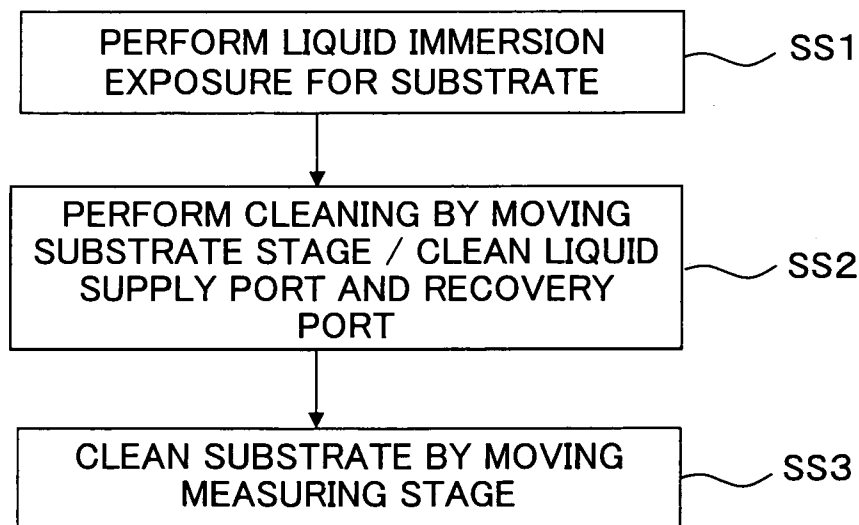 PERFORM LIQUID IMMERSION
EXPOSURE FOR SUBSTRATE
SS1
PERFORM CLEANING BY MOVING
SUBSTRATE STAGE / CLEAN LIQUID
SUPPLY PORT AND RECOVERY
PORT
SS2
CLEAN SUBSTRATE BY MOVING
MEASURING STAGE
SS3